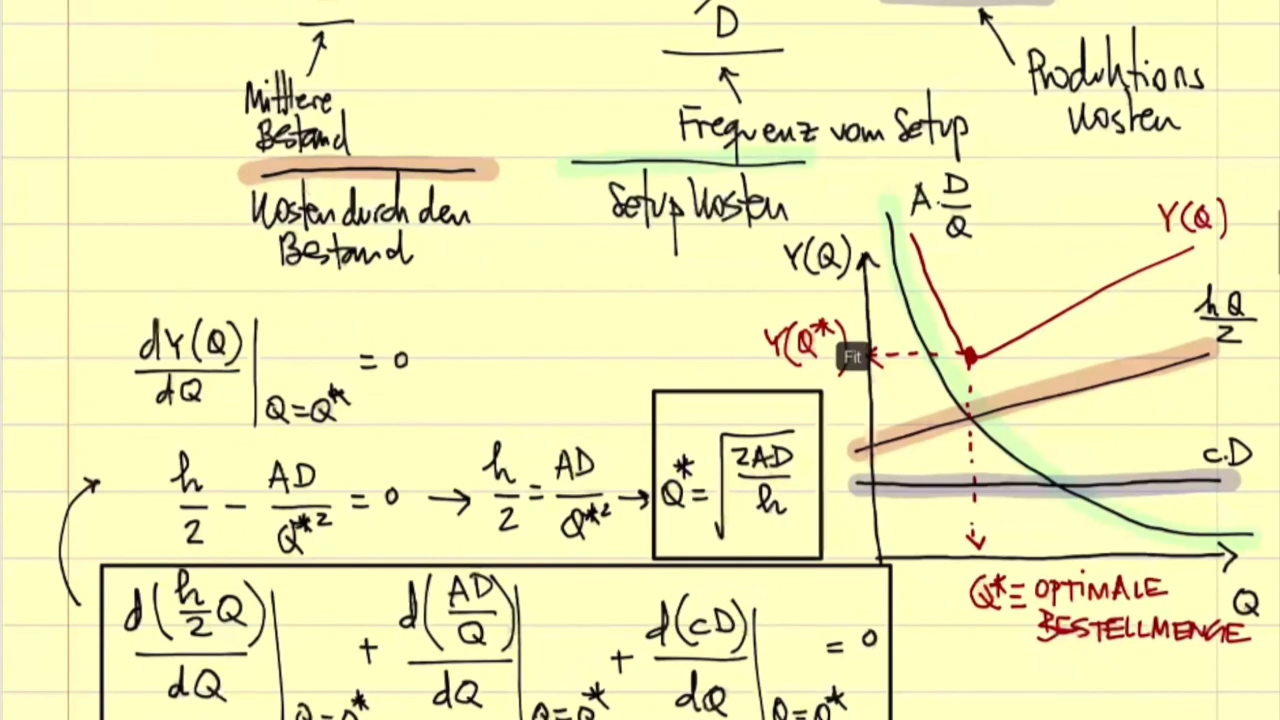 D
Mittlere
Bestand
Frequenz vom Setup
Produktions
Kosten
Kosten durch den
Bestand
Setup Kosten
A·D/Q
Y(Q)
Y(Q)
hQ/2
Y(Q*)
Fit
dY(Q)/dQ |Q=Q* = 0
h/2 - AD/Q*² = 0 → h/2 = AD/Q*² → Q* = √(2AD/h)
c.D
Q
Q* ≡ OPTIMALE
BESTELLMENGE
d(h/2 Q)/dQ |Q=Q* + d(AD/Q)/dQ |Q=Q* + d(cD)/dQ |Q=Q* = 0